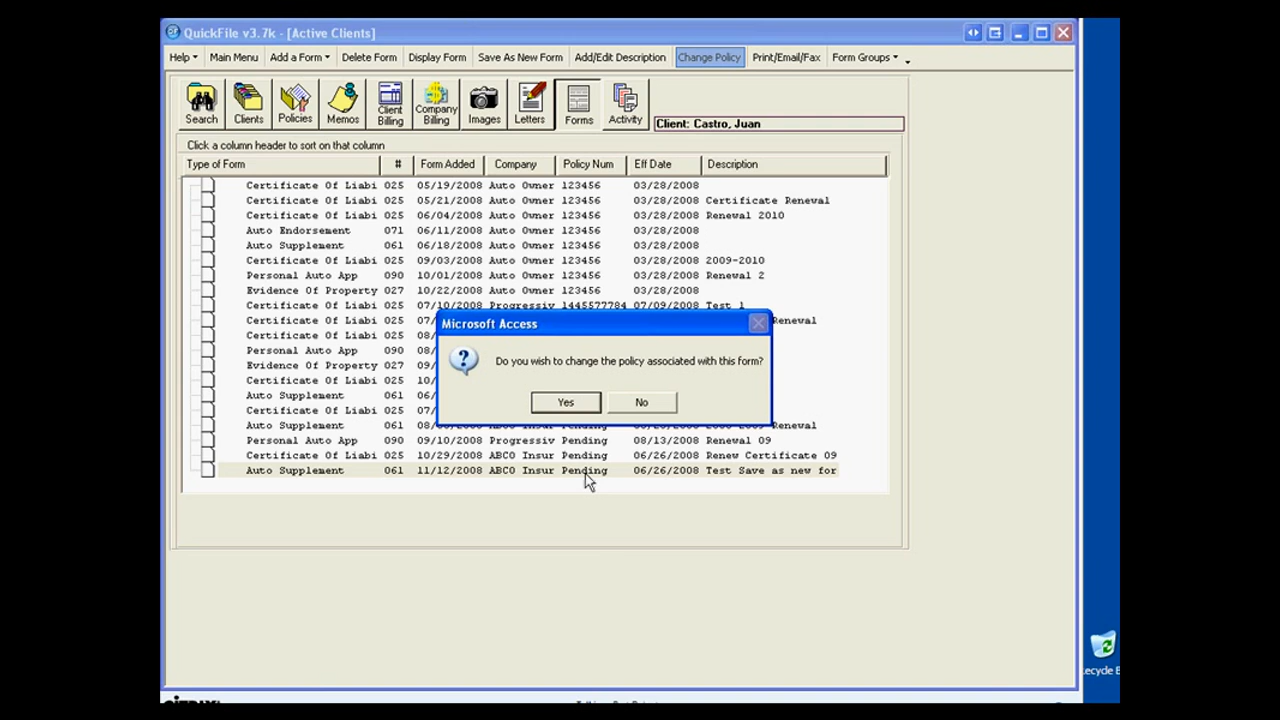 QuickFile v3.7k - [Active Clients]
Help Main Menu Add a Form Delete Form Display Form Save As New Form Add/Edit Description Change Policy Print/Email/Fax Form Groups
Search Clients Policies Memos Client Billing Company Billing Images Letters Forms Activity Client: Castro, Juan
Click a column header to sort on that column
Type of Form # Form Added Company Policy Num Eff Date Description
Certificate Of Liabi 025 05/19/2008 Auto Owner 123456 03/28/2008
Certificate Of Liabi 025 05/21/2008 Auto Owner 123456 03/28/2008 Certificate Renewal
Certificate Of Liabi 025 06/04/2008 Auto Owner 123456 03/28/2008 Renewal 2010
Auto Endorsement 071 06/11/2008 Auto Owner 123456 03/28/2008
Auto Supplement 061 06/18/2008 Auto Owner 123456 03/28/2008
Certificate Of Liabi 025 09/03/2008 Auto Owner 123456 03/28/2008 2009-2010
Personal Auto App 090 10/01/2008 Auto Owner 123456 03/28/2008 Renewal 2
Evidence Of Property 027 10/22/2008 Auto Owner 123456 03/28/2008
Certificate Of Liabi 025 07/10/2008 Progressiv 1445577784 07/09/2008 Test 1
Certificate Of Liabi 025 07/ Renewal
Certificate Of Liabi 025 08/
Personal Auto App 090 08/
Evidence Of Property 027 09/
Certificate Of Liabi 025 10/
Auto Supplement 061 06/
Certificate Of Liabi 025 07/
Auto Supplement 061 Renewal
Personal Auto App 090 09/10/2008 Progressiv Pending 08/13/2008 Renewal 09
Certificate Of Liabi 025 10/29/2008 ABC0 Insur Pending 06/26/2008 Renew Certificate 09
Auto Supplement 061 11/12/2008 ABC0 Insur Pending 06/26/2008 Test Save as new for
Microsoft Access
Do you wish to change the policy associated with this form?
Yes No
ecycle B